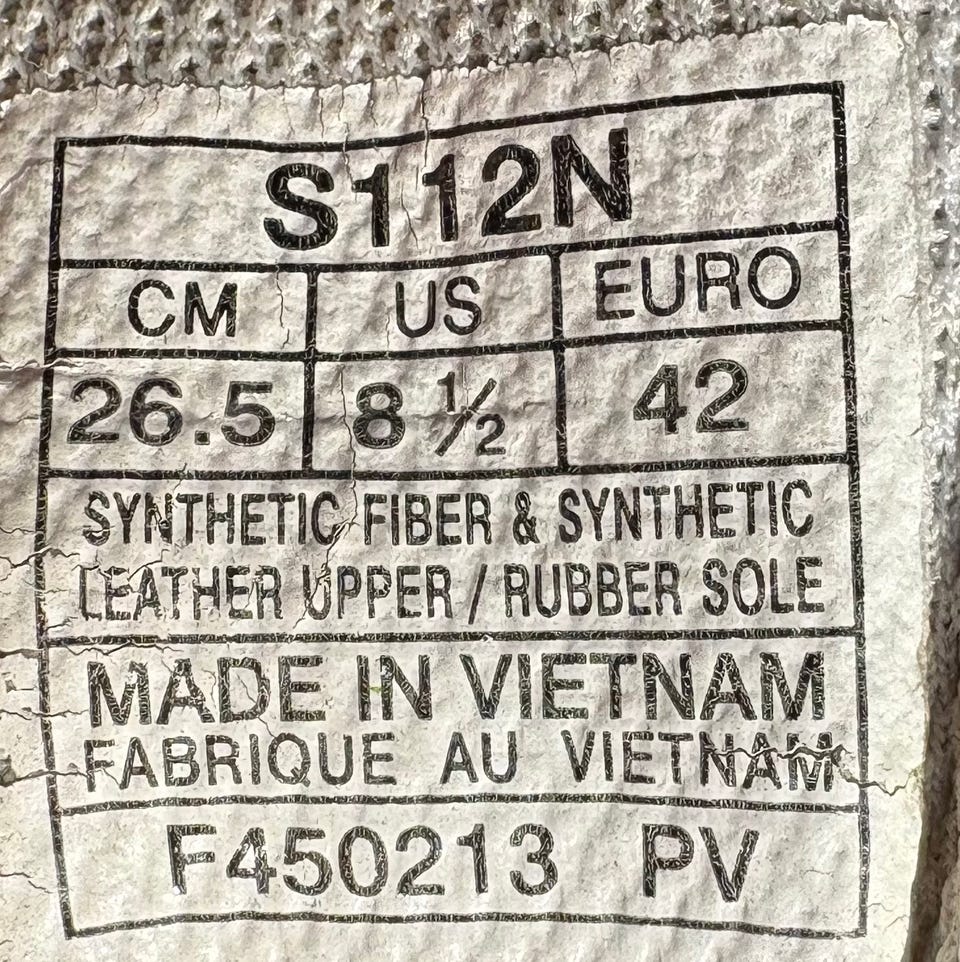 S112N
CM US EURO
26.5 8 ½ 42
SYNTHETIC FIBER & SYNTHETIC
LEATHER UPPER / RUBBER SOLE
MADE IN VIETNAM
FABRIQUE AU VIETNAM
F450213 PV